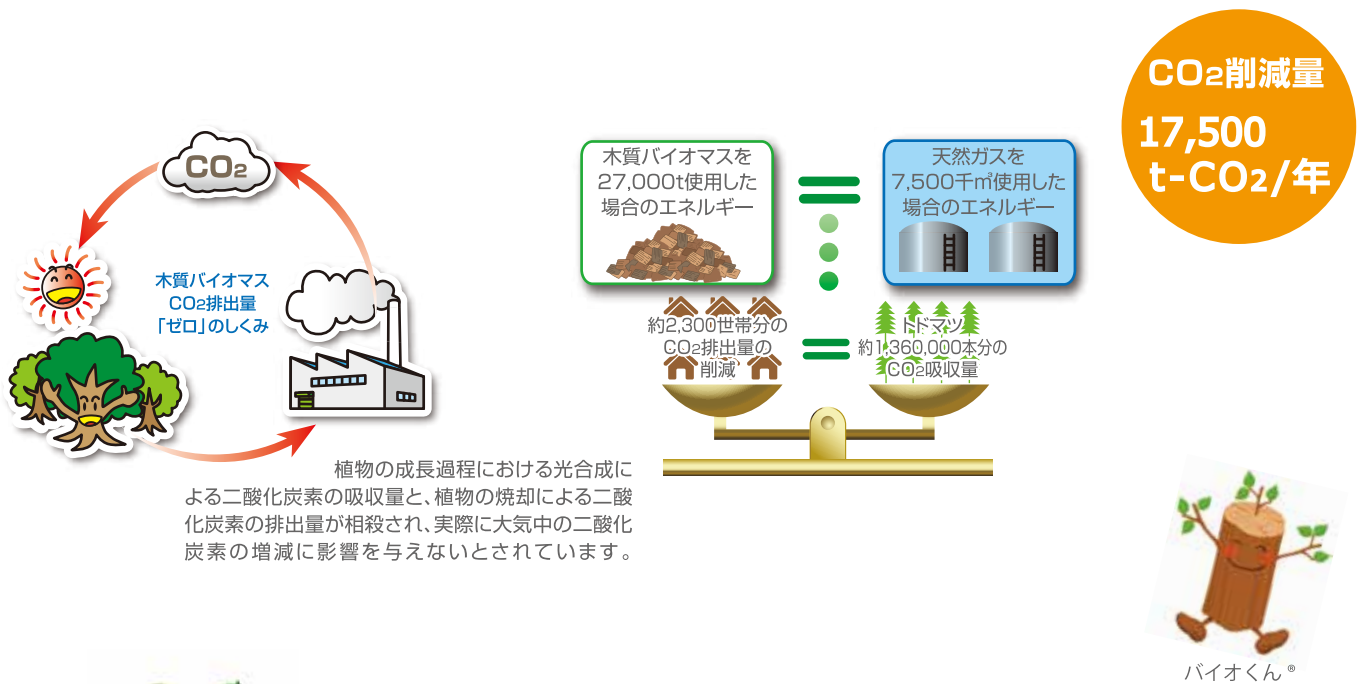 CO2削減量
17,500
t-CO2/年
CO2
木質バイオマス
CO2排出量
「ゼロ」のしくみ
植物の成長過程における光合成に
よる二酸化炭素の吸収量と、植物の焼却による二酸
化炭素の排出量が相殺され、実際に大気中の二酸化
炭素の増減に影響を与えないとされています。
木質バイオマスを
27,000t使用した
場合のエネルギー
天然ガスを
7,500千㎥使用した
場合のエネルギー
約2,300世帯分の
CO2排出量の
削減
トドマツ
約1,360,000本分の
CO2吸収量
バイオくん®